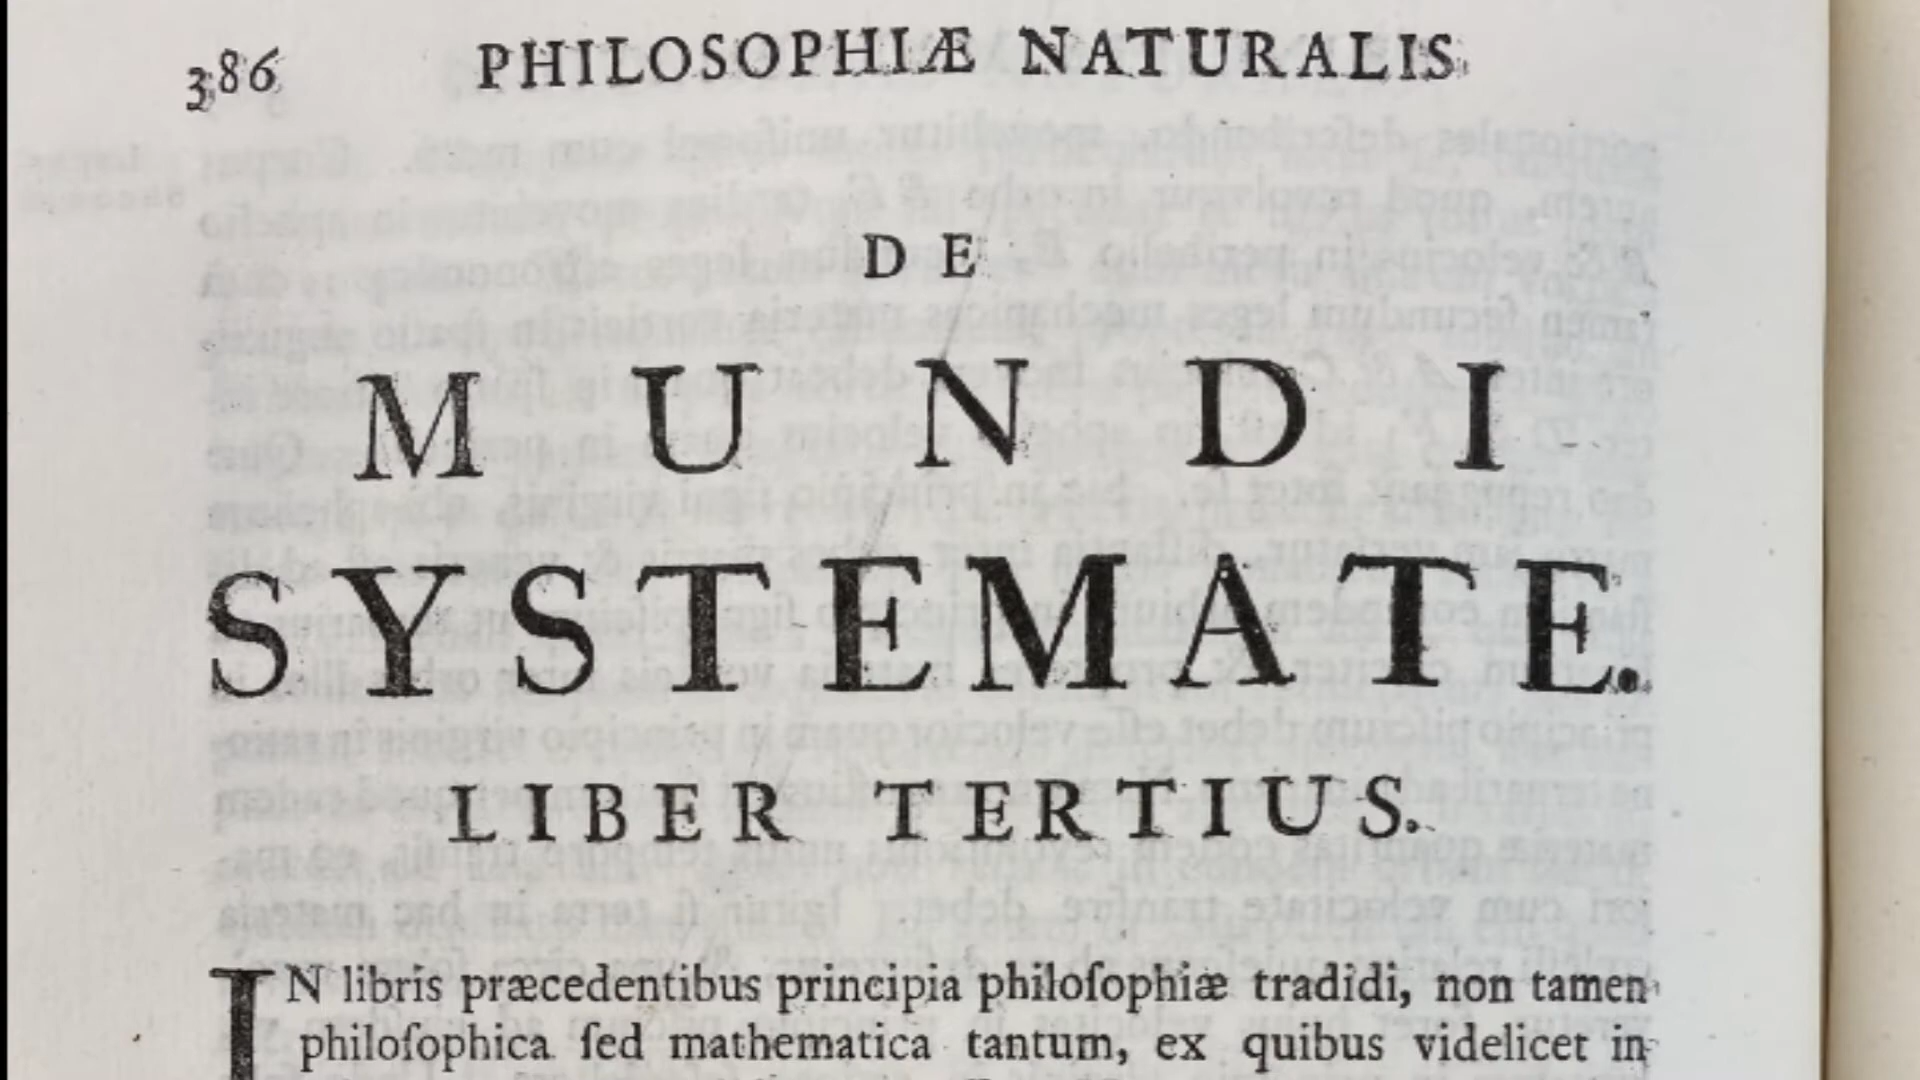 386 PHILOSOPHIÆ NATURALIS
DE
MUNDI
SYSTEMATE.
LIBER TERTIUS.
IN libris præcedentibus principia philoſophiæ tradidi, non tamen
philoſophica ſed mathematica tantum, ex quibus videlicet in